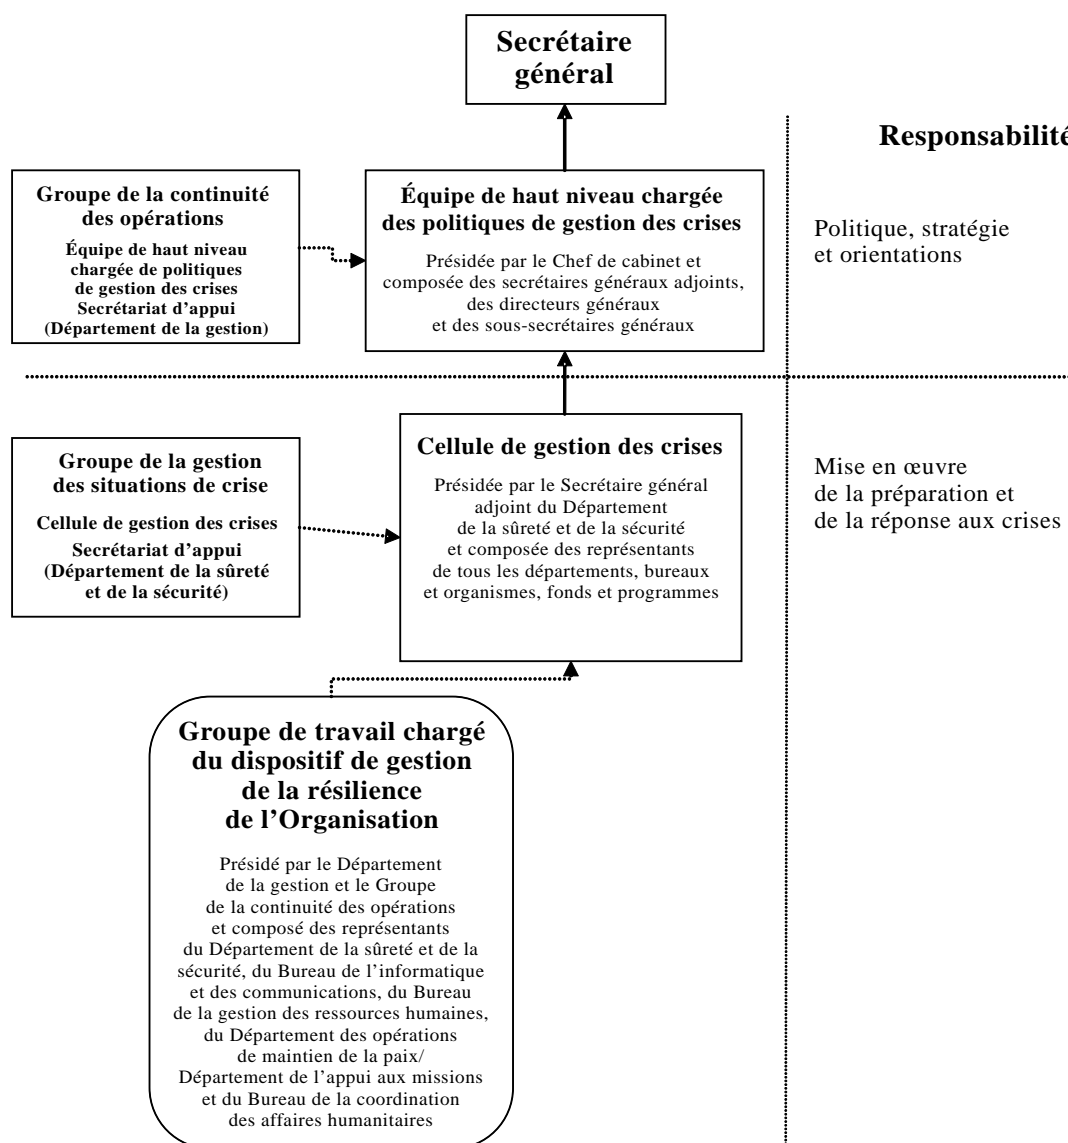 Secrétaire
général
Responsabilité
Groupe de la continuité
des opérations
Équipe de haut niveau
chargée de politiques
de gestion des crises
Secrétariat d’appui
(Département de la gestion)
Équipe de haut niveau chargée
des politiques de gestion des crises
Présidée par le Chef de cabinet et
composée des secrétaires généraux adjoints,
des directeurs généraux
et des sous-secrétaires généraux
Politique, stratégie
et orientations
Groupe de la gestion
des situations de crise
Cellule de gestion des crises
Secrétariat d’appui
(Département de la sûreté
et de la sécurité)
Cellule de gestion des crises
Présidée par le Secrétaire général
adjoint du Département
de la sûreté et de la sécurité
et composée des représentants
de tous les départements, bureaux
et organismes, fonds et programmes
Mise en œuvre
de la préparation et
de la réponse aux crises
Groupe de travail chargé
du dispositif de gestion
de la résilience
de l’Organisation
Présidé par le Département
de la gestion et le Groupe
de la continuité des opérations
et composé des représentants
du Département de la sûreté et de la
sécurité, du Bureau de l’informatique
et des communications, du Bureau
de la gestion des ressources humaines,
du Département des opérations
de maintien de la paix/
Département de l’appui aux missions
et du Bureau de la coordination
des affaires humanitaires